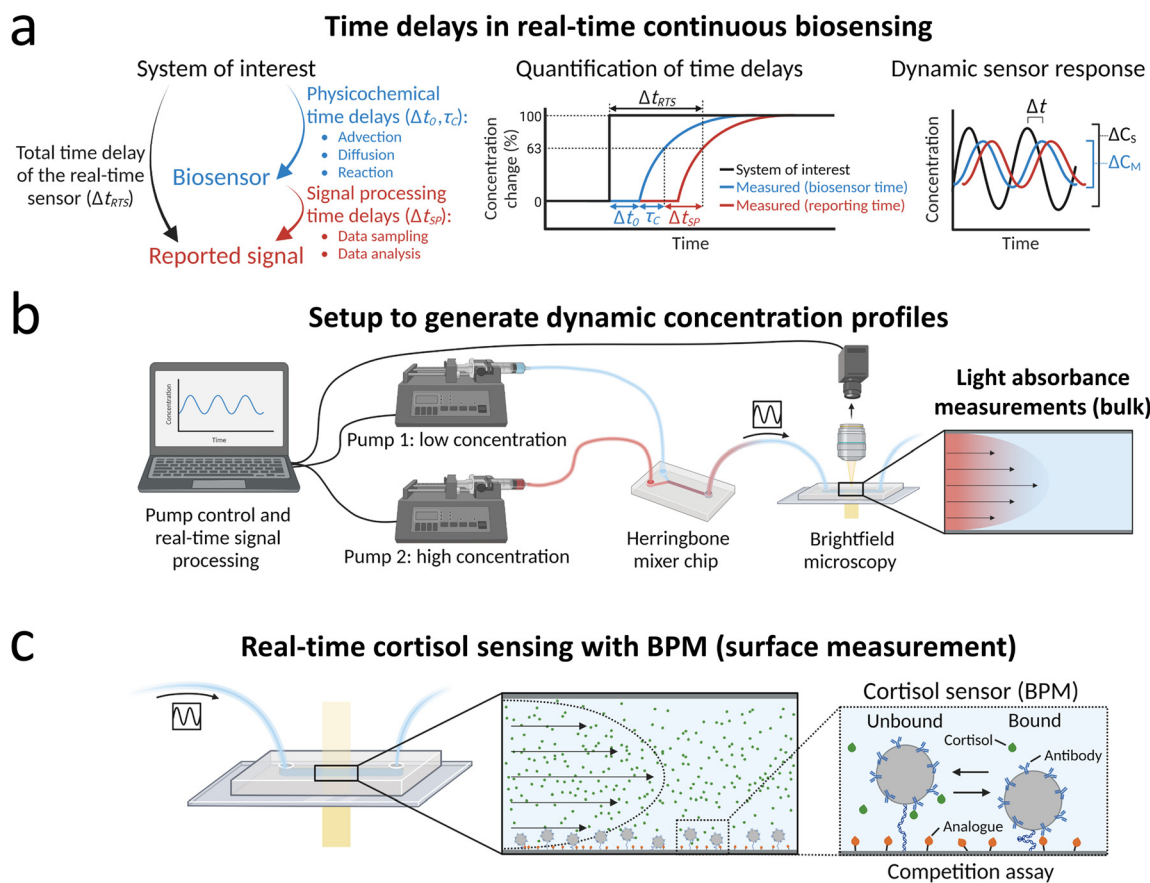 a
Time delays in real-time continuous biosensing
System of interest
Physicochemical
time delays (Δt₀,τC):
• Advection
• Diffusion
• Reaction
Total time delay
of the real-time
sensor (ΔtRTS)
Biosensor
Signal processing
time delays (ΔtSP):
• Data sampling
• Data analysis
Reported signal
Quantification of time delays
ΔtRTS
Concentration
change (%)
100
63
0
System of interest
Measured (biosensor time)
Measured (reporting time)
Δt₀
τC
ΔtSP
Time
Dynamic sensor response
Δt
Concentration
ΔCS
ΔCM
Time
b
Setup to generate dynamic concentration profiles
Concentration
Time
Pump control and
real-time signal
processing
Pump 1: low concentration
Pump 2: high concentration
Herringbone
mixer chip
Brightfield
microscopy
Light absorbance
measurements (bulk)
c
Real-time cortisol sensing with BPM (surface measurement)
Cortisol sensor (BPM)
Unbound
Bound
Cortisol
Antibody
Analogue
Competition assay